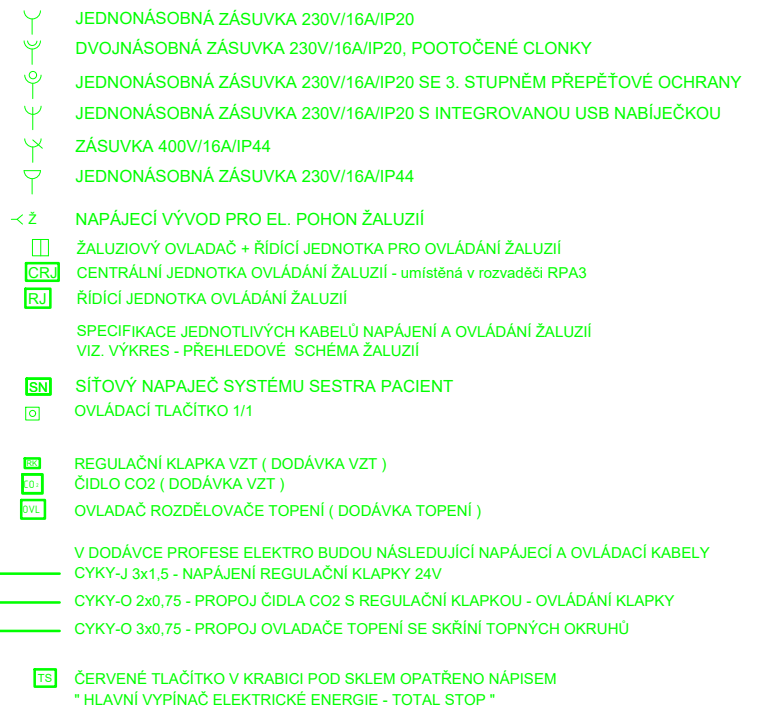 JEDNONÁSOBNÁ ZÁSUVKA 230V/16A/IP20
DVOJNÁSOBNÁ ZÁSUVKA 230V/16A/IP20, POOTOČENÉ CLONKY
JEDNONÁSOBNÁ ZÁSUVKA 230V/16A/IP20 SE 3. STUPNĚM PŘEPĚŤOVÉ OCHRANY
JEDNONÁSOBNÁ ZÁSUVKA 230V/16A/IP20 S INTEGROVANOU USB NABÍJEČKOU
ZÁSUVKA 400V/16A/IP44
JEDNONÁSOBNÁ ZÁSUVKA 230V/16A/IP44
Ž NAPÁJECÍ VÝVOD PRO EL. POHON ŽALUZIÍ
ŽALUZIOVÝ OVLADAČ + ŘÍDÍCÍ JEDNOTKA PRO OVLÁDÁNÍ ŽALUZIÍ
CRJ CENTRÁLNÍ JEDNOTKA OVLÁDÁNÍ ŽALUZIÍ - umístěná v rozvaděči RPA3
RJ ŘÍDÍCÍ JEDNOTKA OVLÁDÁNÍ ŽALUZIÍ
SPECIFIKACE JEDNOTLIVÝCH KABELŮ NAPÁJENÍ A OVLÁDÁNÍ ŽALUZIÍ
VIZ. VÝKRES - PŘEHLEDOVÉ SCHÉMA ŽALUZIÍ
SN SÍŤOVÝ NAPAJEČ SYSTÉMU SESTRA PACIENT
OVLÁDACÍ TLAČÍTKO 1/1
REGULAČNÍ KLAPKA VZT ( DODÁVKA VZT )
CO2 ČIDLO CO2 ( DODÁVKA VZT )
OVL OVLADAČ ROZDĚLOVAČE TOPENÍ ( DODÁVKA TOPENÍ )
V DODÁVCE PROFESE ELEKTRO BUDOU NÁSLEDUJÍCÍ NAPÁJECÍ A OVLÁDACÍ KABELY
CYKY-J 3x1,5 - NAPÁJENÍ REGULAČNÍ KLAPKY 24V
CYKY-O 2x0,75 - PROPOJ ČIDLA CO2 S REGULAČNÍ KLAPKOU - OVLÁDÁNÍ KLAPKY
CYKY-O 3x0,75 - PROPOJ OVLADAČE TOPENÍ SE SKŘÍNÍ TOPNÝCH OKRUHŮ
TS ČERVENÉ TLAČÍTKO V KRABICI POD SKLEM OPATŘENO NÁPISEM
" HLAVNÍ VYPÍNAČ ELEKTRICKÉ ENERGIE - TOTAL STOP "